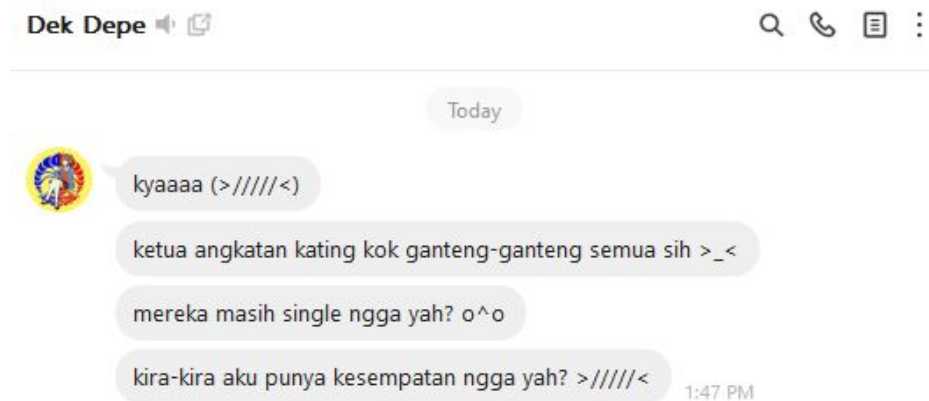 Dek Depe
Today
kyaaaa (>/////<)
ketua angkatan kating kok ganteng-ganteng semua sih >_<
mereka masih single ngga yah? o^o
kira-kira aku punya kesempatan ngga yah? >/////<
1:47 PM